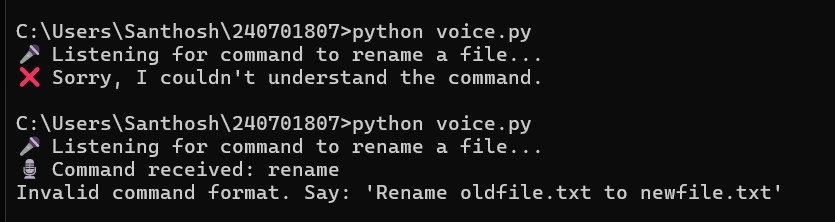 C:\Users\Santhosh\240701807>python voice.py
🎤 Listening for command to rename a file...
❌ Sorry, I couldn't understand the command.
C:\Users\Santhosh\240701807>python voice.py
🎤 Listening for command to rename a file...
🎙️ Command received: rename
Invalid command format. Say: 'Rename oldfile.txt to newfile.txt'